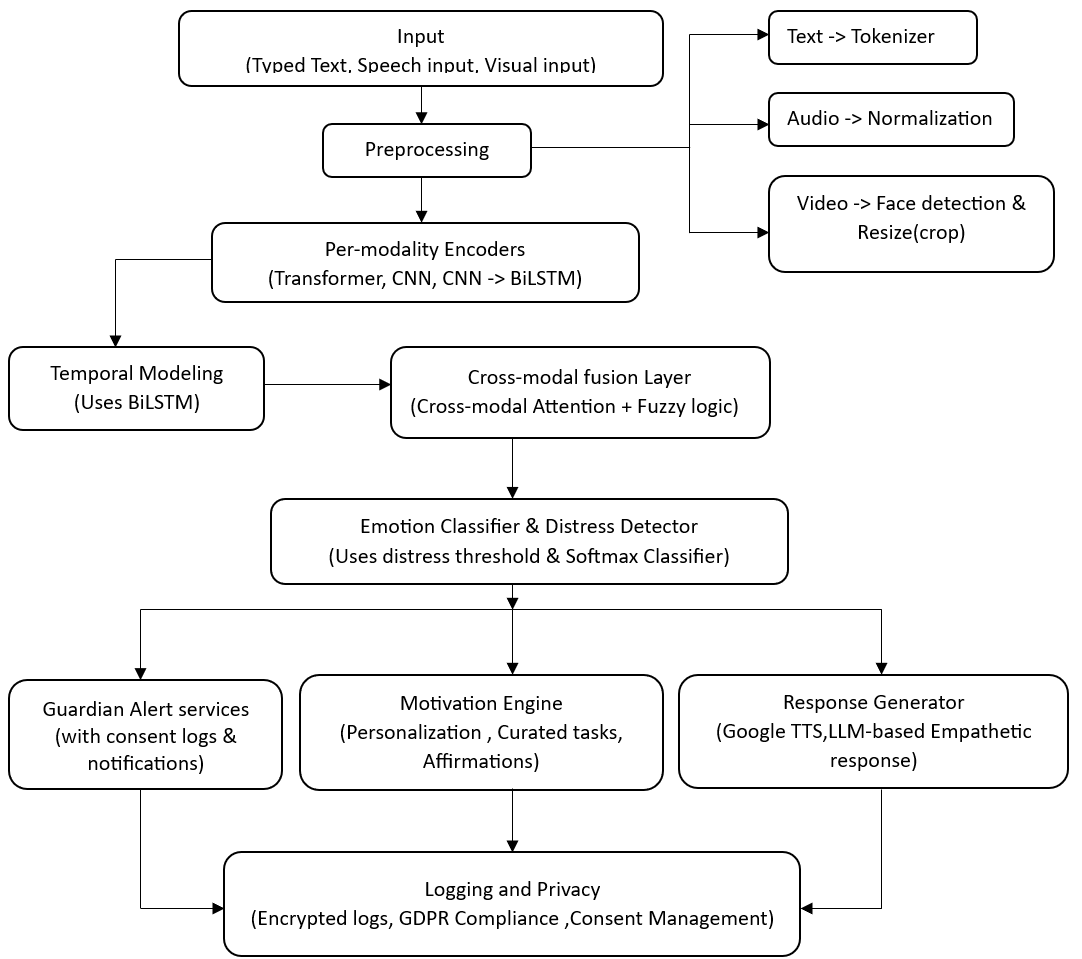 Input
(Typed Text, Speech input, Visual input)
Text -> Tokenizer
Audio -> Normalization
Preprocessing
Video -> Face detection &
Resize(crop)
Per-modality Encoders
(Transformer, CNN, CNN -> BiLSTM)
Temporal Modeling
(Uses BiLSTM)
Cross-modal fusion Layer
(Cross-modal Attention + Fuzzy logic)
Emotion Classifier & Distress Detector
(Uses distress threshold & Softmax Classifier)
Guardian Alert services
(with consent logs &
notifications)
Motivation Engine
(Personalization , Curated tasks,
Affirmations)
Response Generator
(Google TTS,LLM-based Empathetic
response)
Logging and Privacy
(Encrypted logs, GDPR Compliance ,Consent Management)